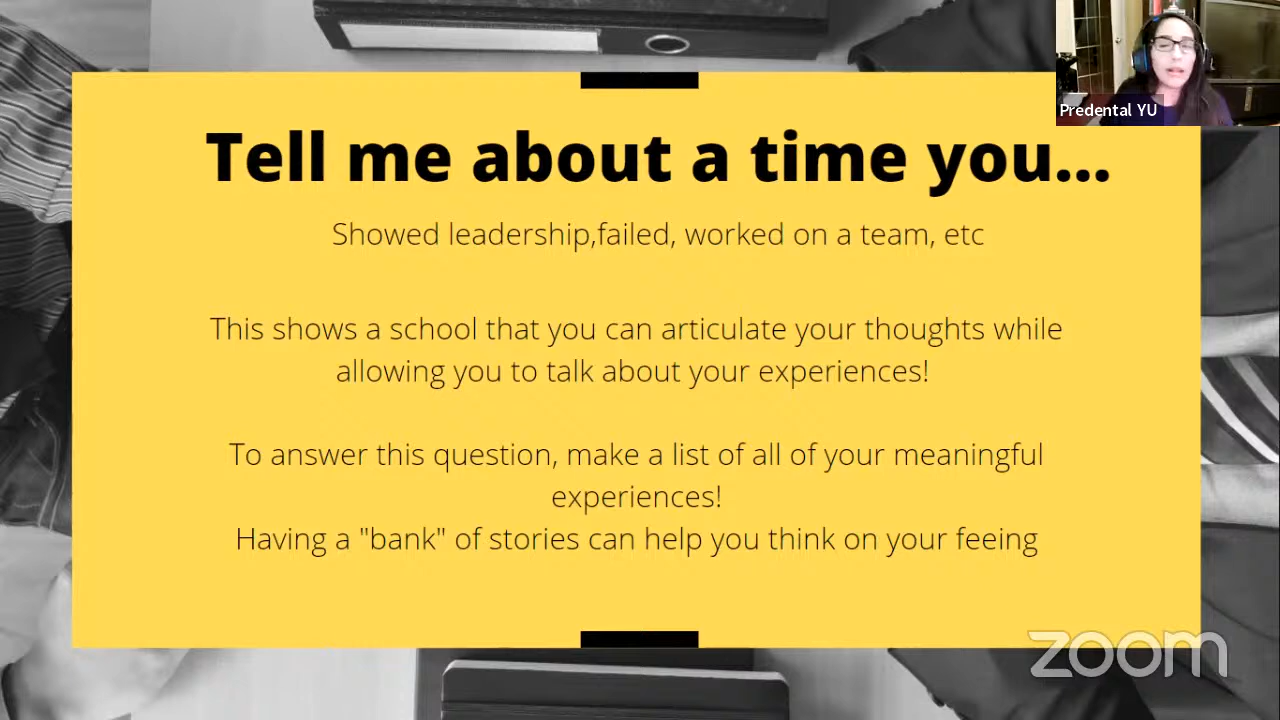 Predental YU
Tell me about a time you...
Showed leadership,failed, worked on a team, etc
This shows a school that you can articulate your thoughts while
allowing you to talk about your experiences!
To answer this question, make a list of all of your meaningful
experiences!
Having a "bank" of stories can help you think on your feeing
zoom